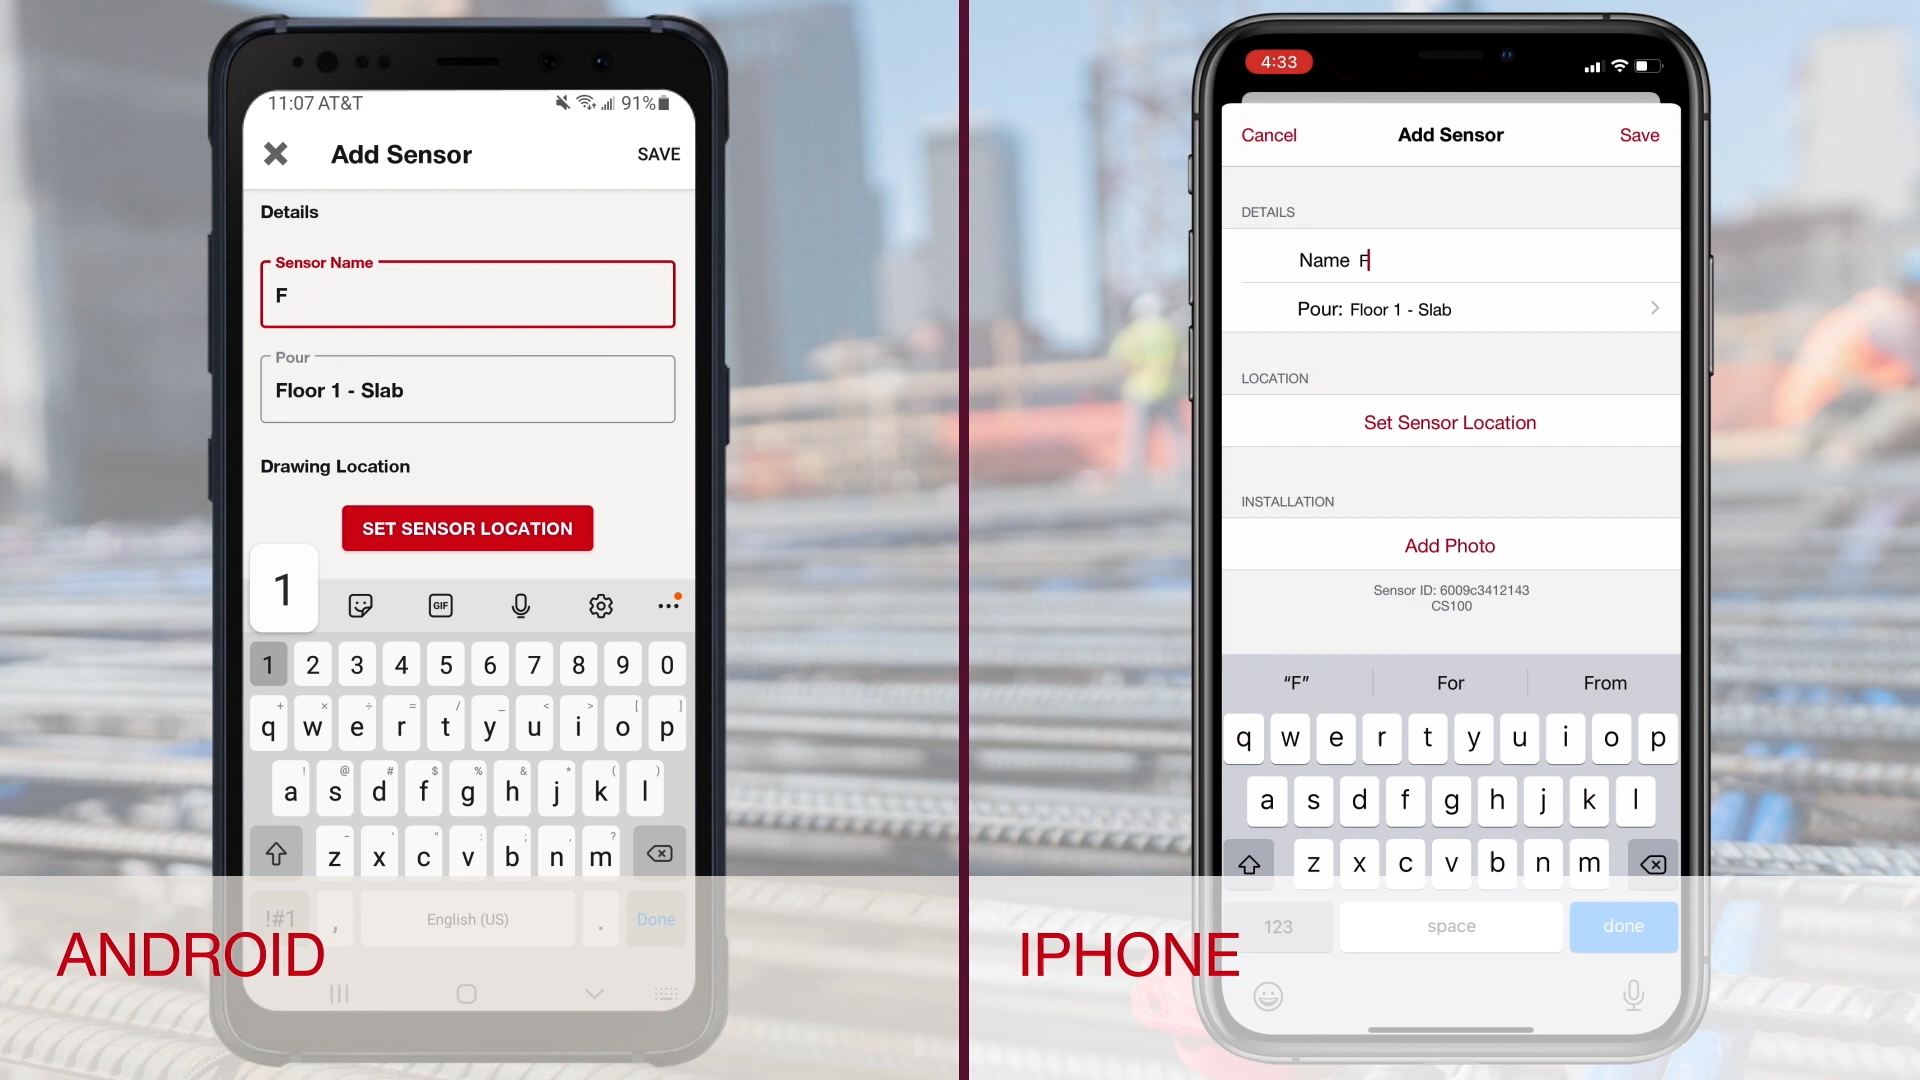 11:07 AT&T
91%
Add Sensor
SAVE
Details
Sensor Name
F
Pour
Floor 1 - Slab
Drawing Location
SET SENSOR LOCATION
1
GIF
1 2 3 4 5 6 7 8 9 0
+ × ÷ = / _ < > [ ]
q w e r t y u i o p
! @ # $ % & * ( )
a s d f g h j k l
- ' " : ; , ?
z x c v b n m
!#1 , English (US) . Done
ANDROID
4:33
Cancel
Add Sensor
Save
DETAILS
Name F
Pour: Floor 1 - Slab
LOCATION
Set Sensor Location
INSTALLATION
Add Photo
Sensor ID: 6009c3412143
CS100
“F” For From
q w e r t y u i o p
a s d f g h j k l
z x c v b n m
123 space done
IPHONE